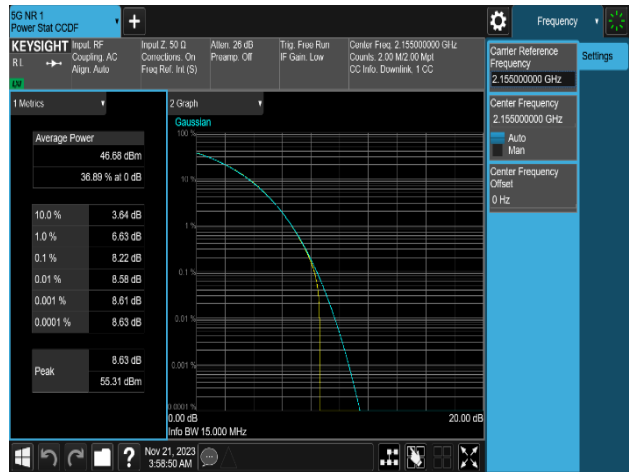 5G NR 1
Power Stat CCDF
Frequency
KEYSIGHT
RL
LW
Input: RF
Coupling: AC
Align: Auto
Input Z: 50 Ω
Corrections: On
Freq Ref: Int (S)
Atten: 26 dB
Preamp: Off
Trig: Free Run
IF Gain: Low
Center Freq: 2.155000000 GHz
Counts: 2.00 M/2.00 Mpt
CC Info: Downlink, 1 CC
Carrier Reference
Frequency
2.155000000 GHz
Settings
Center Frequency
2.155000000 GHz
Auto
Man
Center Frequency
Offset
0 Hz
1 Metrics
Average Power
46.68 dBm
36.89 % at 0 dB
10.0 % 3.64 dB
1.0 % 6.63 dB
0.1 % 8.22 dB
0.01 % 8.58 dB
0.001 % 8.61 dB
0.0001 % 8.63 dB
Peak
8.63 dB
55.31 dBm
2 Graph
Gaussian
100 %
10 %
1 %
0.1 %
0.01 %
0.001 %
0.0001 %
0.00 dB 20.00 dB
Info BW 15.000 MHz
?
Nov 21, 2023
3:58:50 AM